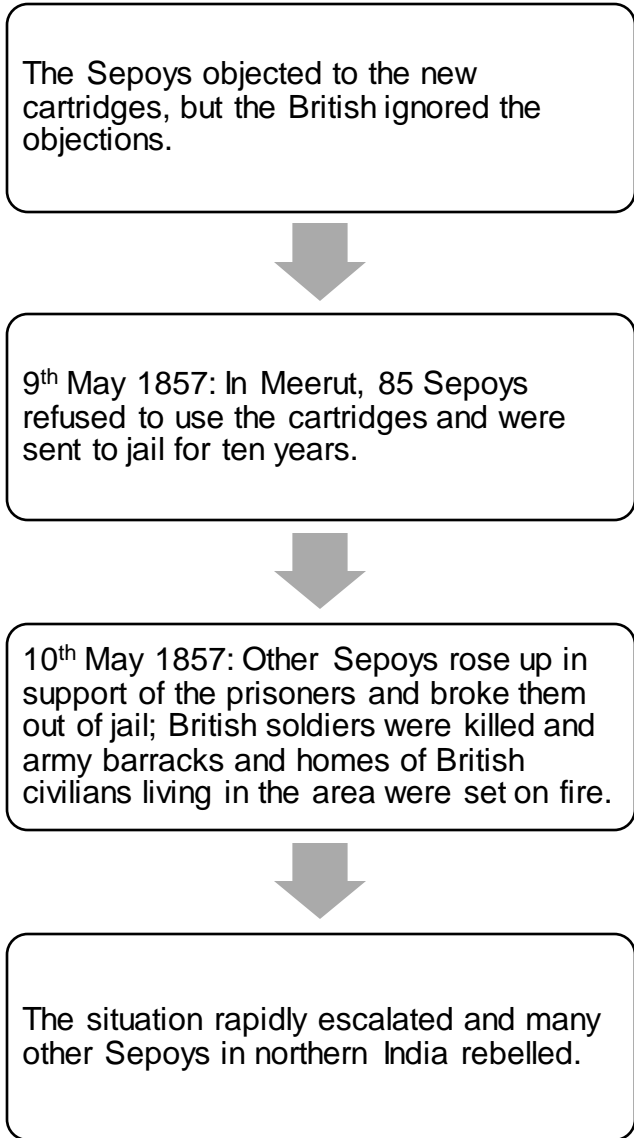 The Sepoys objected to the new
cartridges, but the British ignored the
objections.
9th May 1857: In Meerut, 85 Sepoys
refused to use the cartridges and were
sent to jail for ten years.
10th May 1857: Other Sepoys rose up in
support of the prisoners and broke them
out of jail; British soldiers were killed and
army barracks and homes of British
civilians living in the area were set on fire.
The situation rapidly escalated and many
other Sepoys in northern India rebelled.